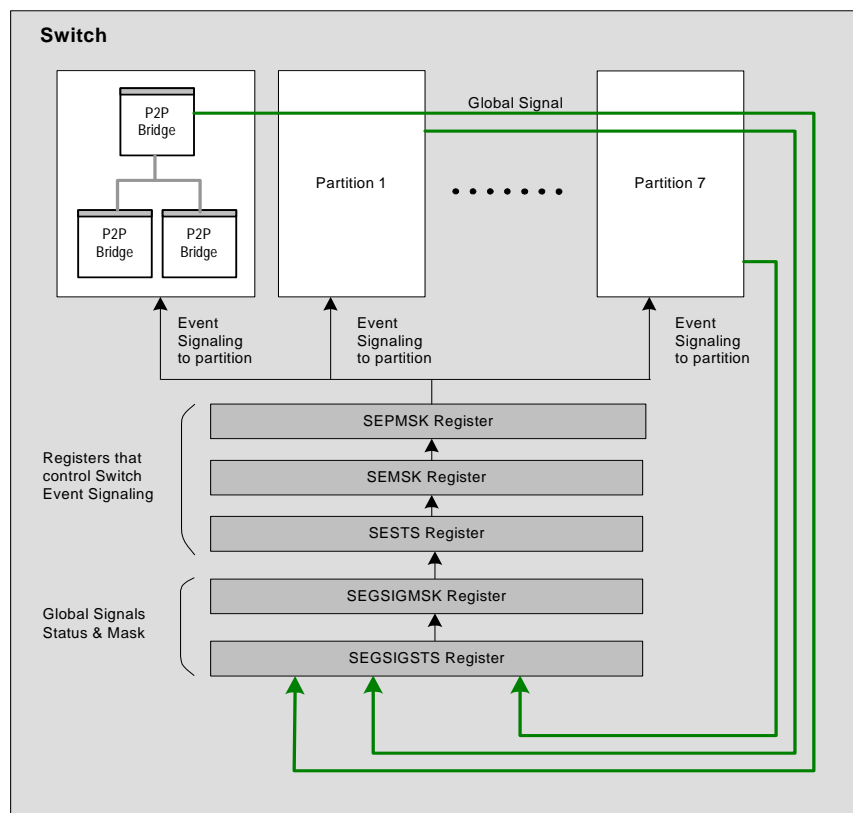 Switch
P2P
Bridge
P2P
Bridge
P2P
Bridge
Partition 1
Global Signal
Partition 7
Event
Signaling
to partition
Event
Signaling
to partition
Event
Signaling
to partition
SEPMSK Register
Registers that
control Switch
Event Signaling
SEMSK Register
SESTS Register
Global Signals
Status & Mask
SEGSIGMSK Register
SEGSIGSTS Register